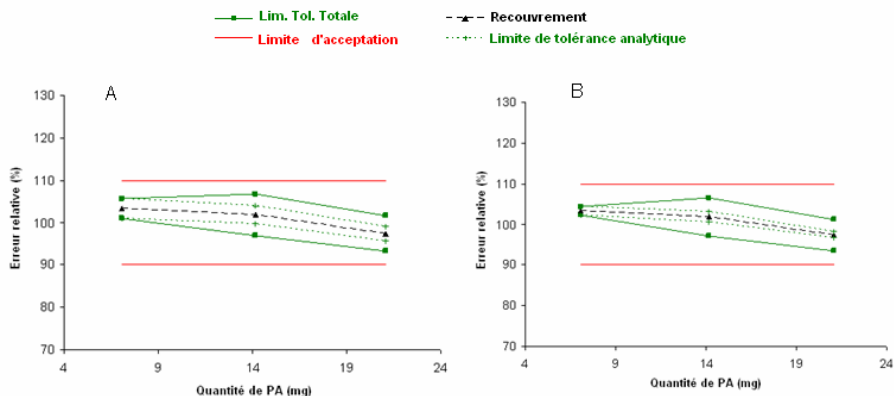 Lim. Tol. Totale
Recouvrement
Limite d'acceptation
Limite de tolérance analytique
A
130
120
110
100
90
80
70
Erreur relative (%)
4
9
14
19
24
Quantité de PA (mg)
B
130
120
110
100
90
80
70
Erreur relative (%)
4
9
14
19
24
Quantité de PA (mg)